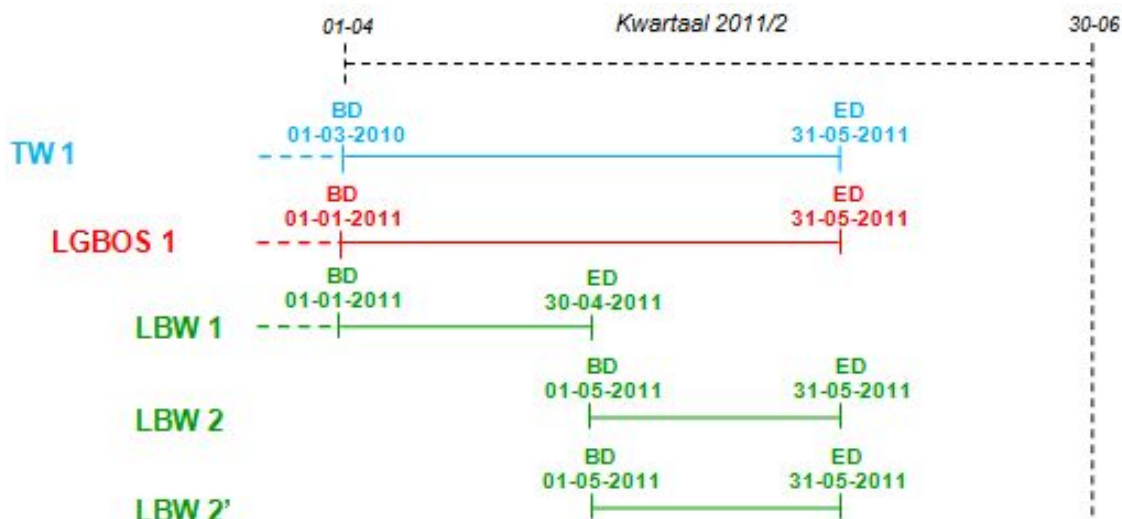 01-04 Kwartaal 2011/2 30-06
BD ED
01-03-2010 31-05-2011
TW 1
BD ED
01-01-2011 31-05-2011
LGBOS 1
BD ED
01-01-2011 30-04-2011
LBW 1
BD ED
01-05-2011 31-05-2011
LBW 2
BD ED
01-05-2011 31-05-2011
LBW 2’